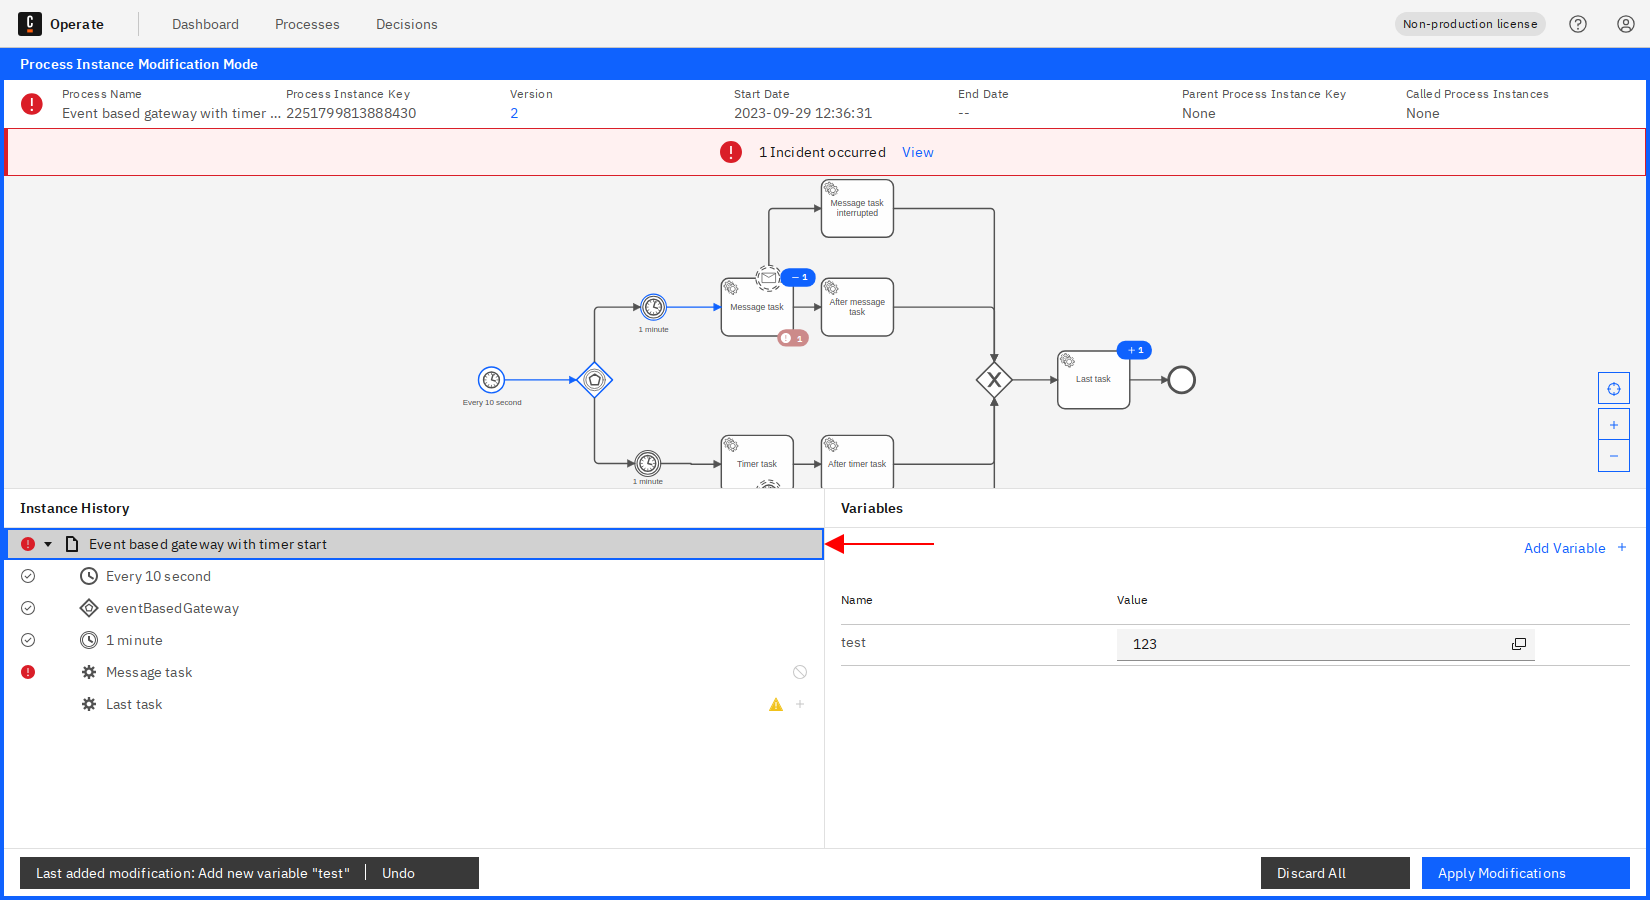 C Operate Dashboard Processes Decisions Non-production license
Process Instance Modification Mode
Process Name Process Instance Key Version Start Date End Date Parent Process Instance Key Called Process Instances
Event based gateway with timer ... 2251799813888430 2 2023-09-29 12:36:31 -- None None
1 Incident occurred View
Message task
interrupted
− 1
Message task
After message
task
1 minute
1
+ 1
Last task
Every 10 second
Timer task
After timer task
1 minute
Instance History
Event based gateway with timer start
Every 10 second
eventBasedGateway
1 minute
Message task
Last task
Variables
Add Variable +
Name Value
test 123
Last added modification: Add new variable "test" Undo
Discard All Apply Modifications